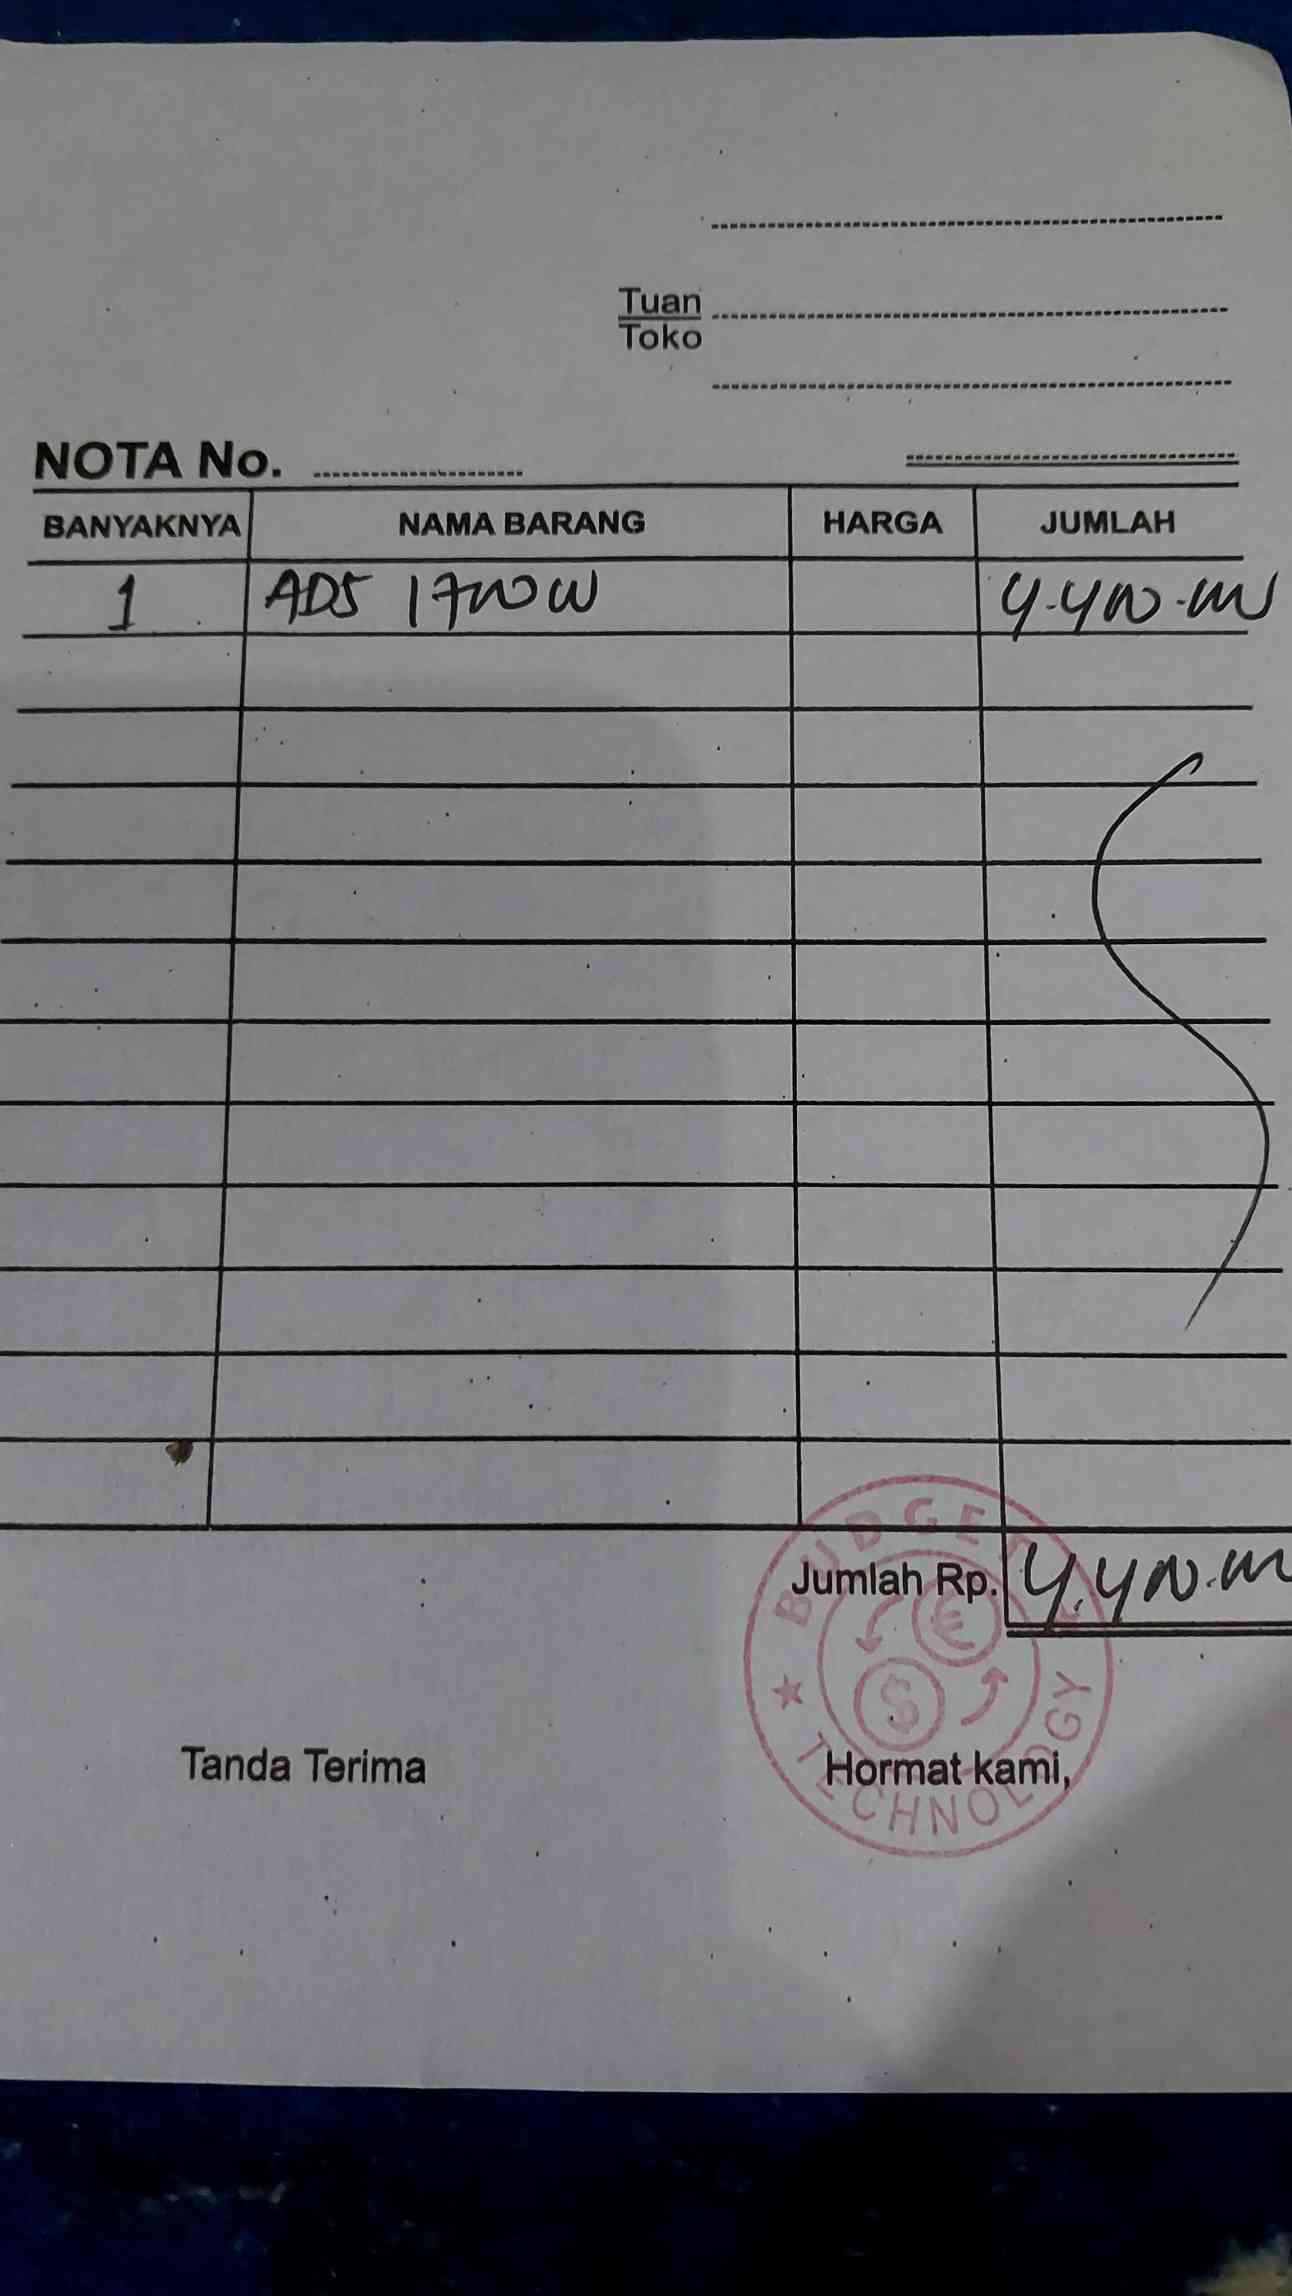 Tuan
Toko
NOTA No.
BANYAKNYA NAMA BARANG HARGA JUMLAH
1 ADS 1700W 4.400.000
Jumlah Rp. 4.400.000
BUDGET
TECHNOLOGY
Tanda Terima Hormat kami,